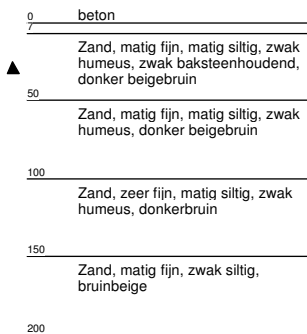 0 beton
7
Zand, matig fijn, matig siltig, zwak
humeus, zwak baksteenhoudend,
donker beigebruin
50
Zand, matig fijn, matig siltig, zwak
humeus, donker beigebruin
100
Zand, zeer fijn, matig siltig, zwak
humeus, donkerbruin
150
Zand, matig fijn, zwak siltig,
bruinbeige
200